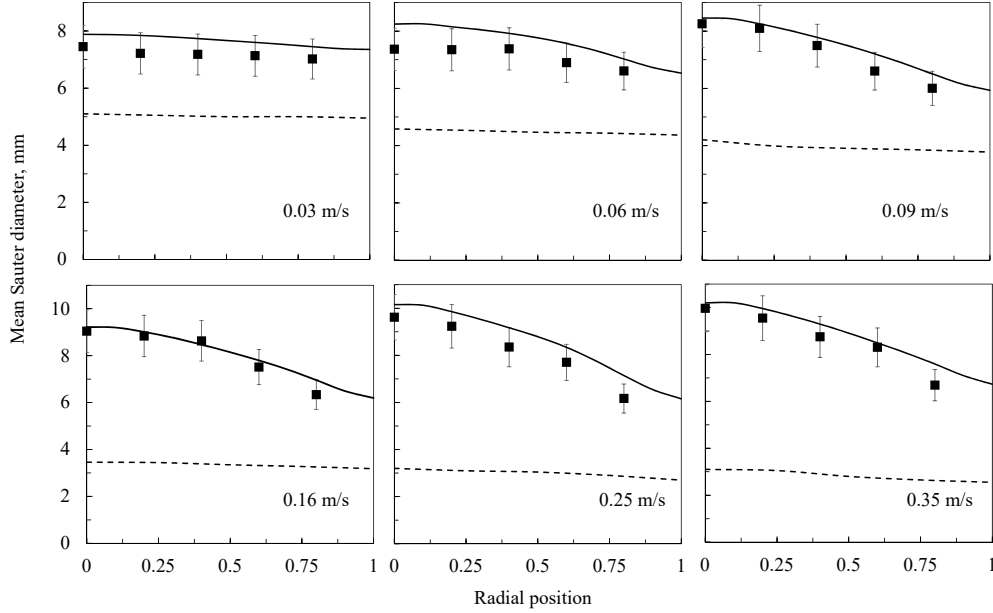 8
6
4
2
0
Mean Sauter diameter, mm
0.03 m/s
0.06 m/s
0.09 m/s
10
8
6
4
2
0
0.16 m/s
0.25 m/s
0.35 m/s
0 0.25 0.5 0.75 1 0 0.25 0.5 0.75 1 0 0.25 0.5 0.75 1
Radial position